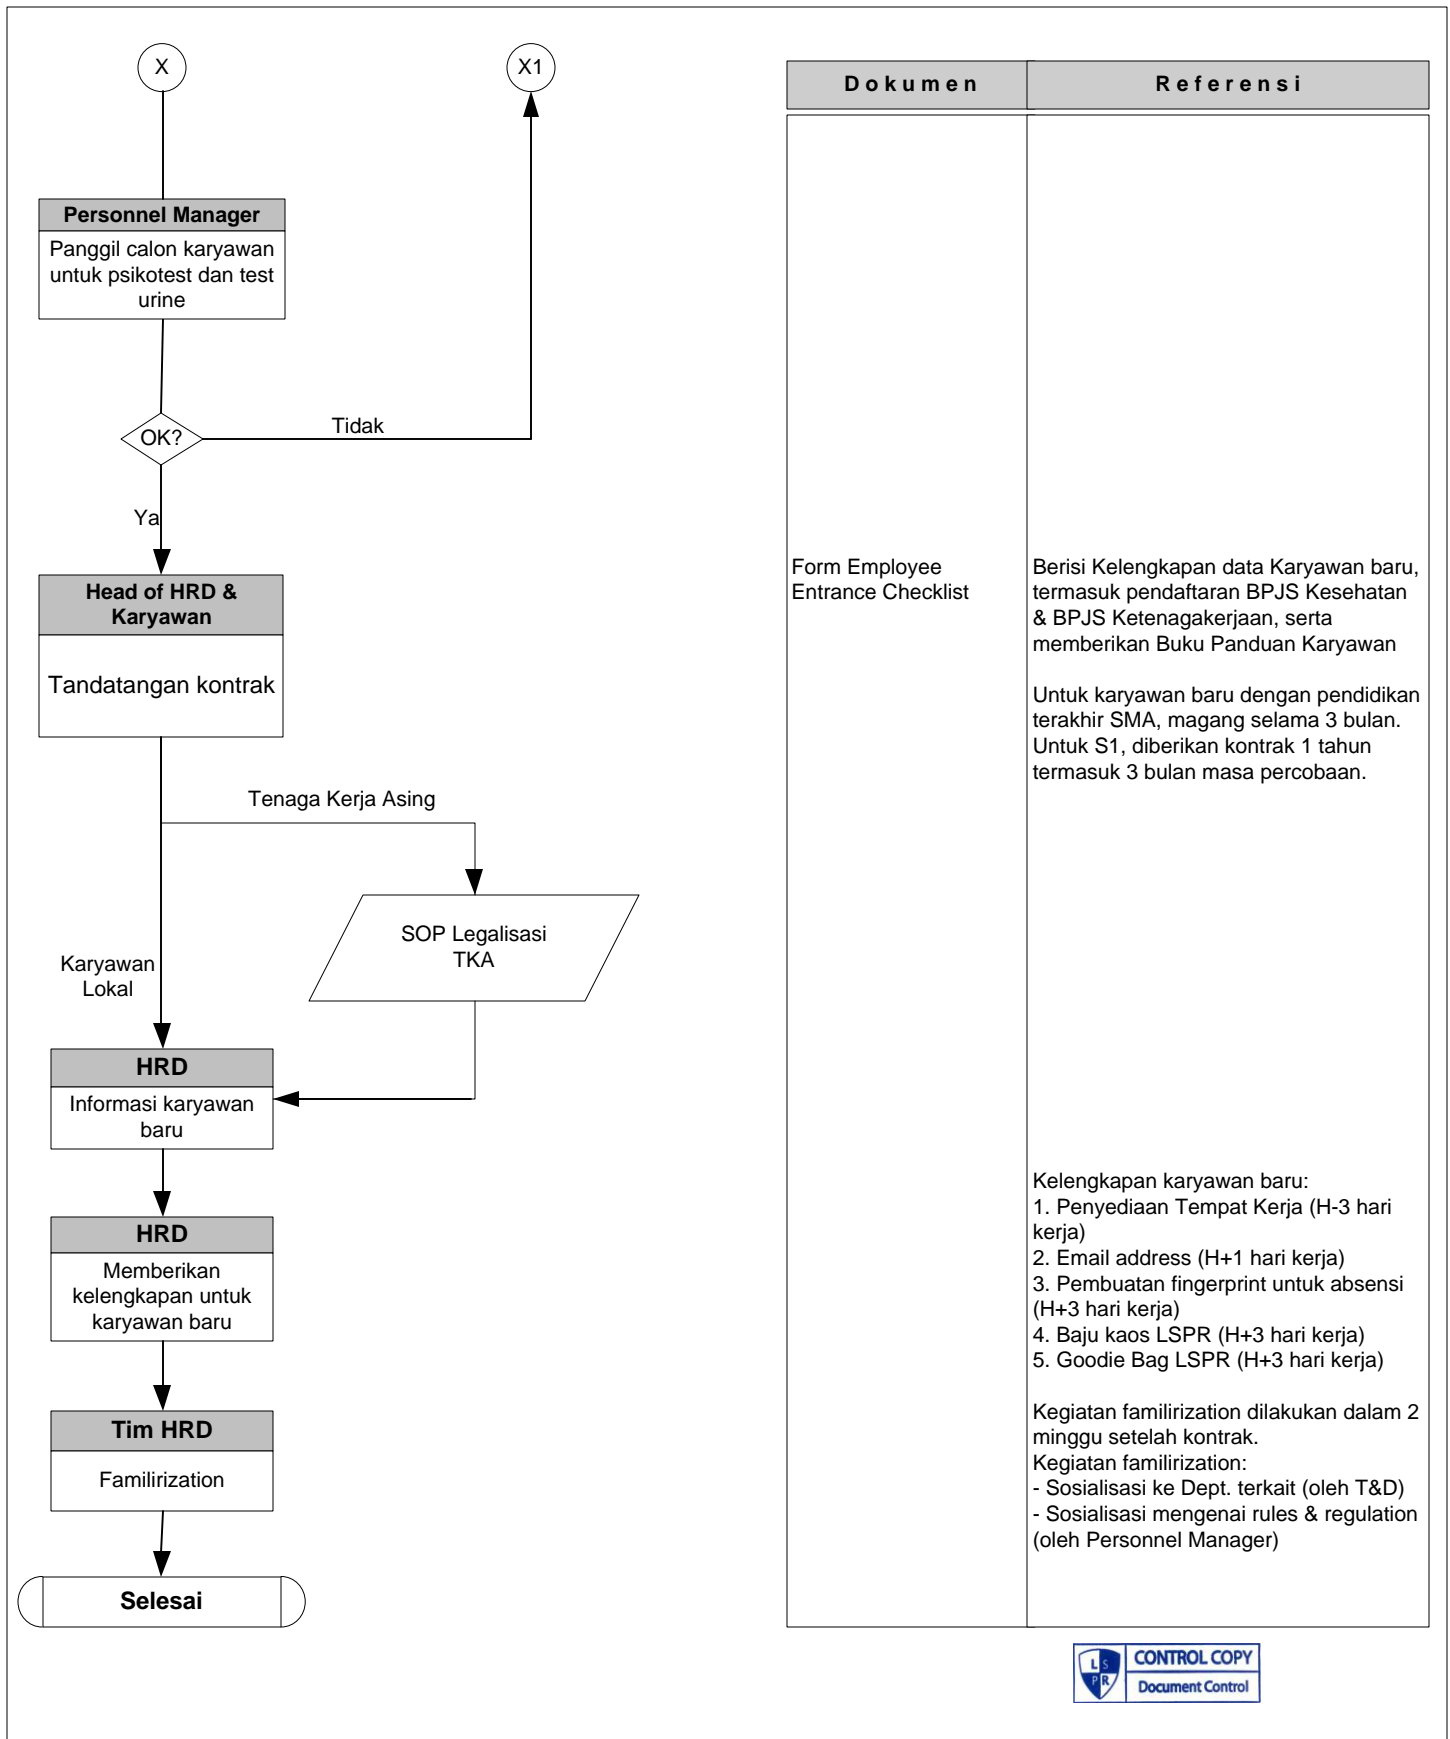 X
X1
Personnel Manager
Panggil calon karyawan
untuk psikotest dan test
urine
OK?
Tidak
Ya
Head of HRD &
Karyawan
Tandatangan kontrak
Tenaga Kerja Asing
SOP Legalisasi
TKA
Karyawan
Lokal
HRD
Informasi karyawan
baru
HRD
Memberikan
kelengkapan untuk
karyawan baru
Tim HRD
Familirization
Selesai
Dokumen
Referensi
Form Employee
Entrance Checklist
Berisi Kelengkapan data Karyawan baru,
termasuk pendaftaran BPJS Kesehatan
& BPJS Ketenagakerjaan, serta
memberikan Buku Panduan Karyawan
Untuk karyawan baru dengan pendidikan
terakhir SMA, magang selama 3 bulan.
Untuk S1, diberikan kontrak 1 tahun
termasuk 3 bulan masa percobaan.
Kelengkapan karyawan baru:
1. Penyediaan Tempat Kerja (H-3 hari
kerja)
2. Email address (H+1 hari kerja)
3. Pembuatan fingerprint untuk absensi
(H+3 hari kerja)
4. Baju kaos LSPR (H+3 hari kerja)
5. Goodie Bag LSPR (H+3 hari kerja)
Kegiatan familirization dilakukan dalam 2
minggu setelah kontrak.
Kegiatan familirization:
- Sosialisasi ke Dept. terkait (oleh T&D)
- Sosialisasi mengenai rules & regulation
(oleh Personnel Manager)
L S
P R
CONTROL COPY
Document Control